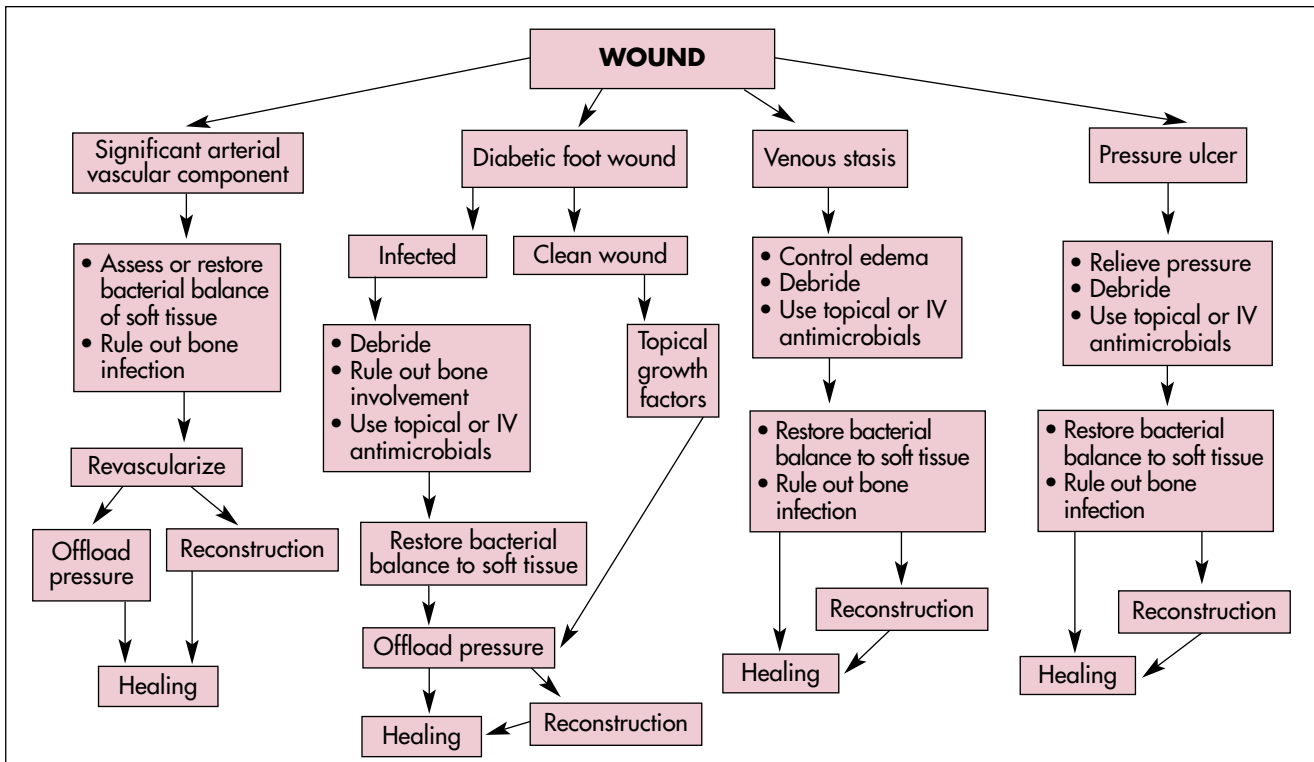 WOUND
Significant arterial
vascular component
Diabetic foot wound
Venous stasis
Pressure ulcer
Infected
Clean wound
• Assess or restore
bacterial balance
of soft tissue
• Rule out bone
infection
• Debride
• Rule out bone
involvement
• Use topical or IV
antimicrobials
Topical
growth
factors
• Control edema
• Debride
• Use topical or IV
antimicrobials
• Relieve pressure
• Debride
• Use topical or IV
antimicrobials
Revascularize
• Restore bacterial
balance to soft tissue
• Rule out bone
infection
• Restore bacterial
balance to soft tissue
• Rule out bone
infection
Offload
pressure
Reconstruction
Restore bacterial
balance to soft tissue
Offload pressure
Reconstruction
Reconstruction
Healing
Healing
Reconstruction
Healing
Healing